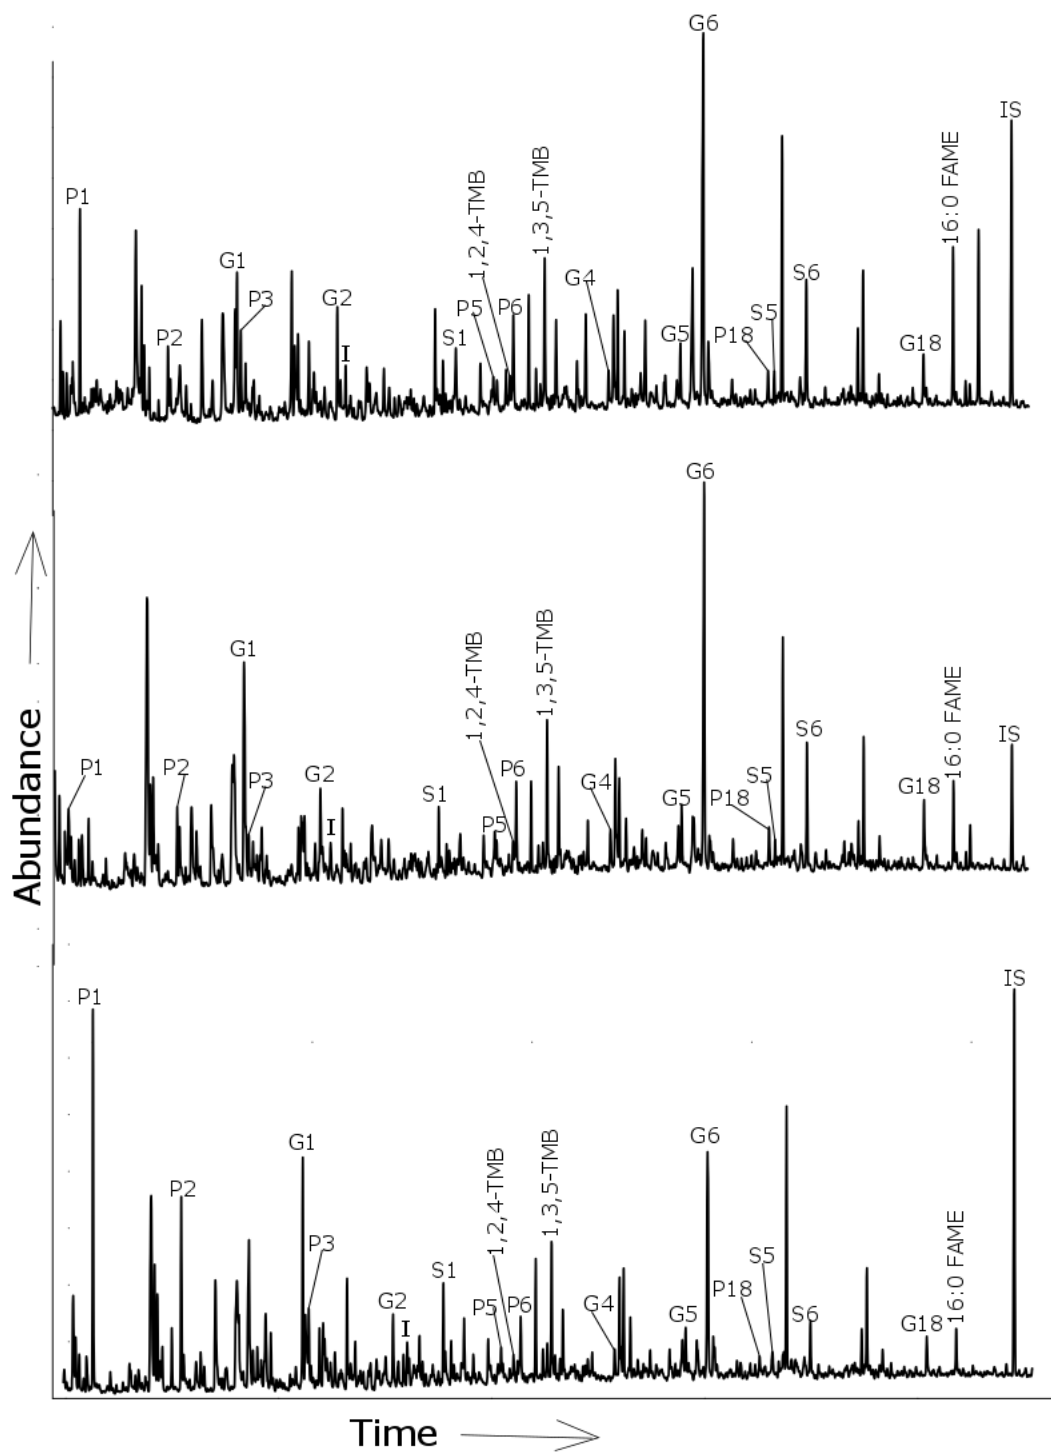 G6
IS
16:0 FAME
P1
1,2,4-TMB
1,3,5-TMB
G1
P3
G2
G4
S6
P5
P6
S5
P2
I
S1
G5
P18
G18
G6
1,2,4-TMB
1,3,5-TMB
16:0 FAME
G1
S6
IS
P1
P2
P3
G2
P6
G4
S5
G18
I
S1
P5
G5
P18
Abundance
P1
IS
G1
1,2,4-TMB
1,3,5-TMB
G6
P2
16:0 FAME
P3
S1
S5
G2
P5
P6
G4
P18
I
G5
S6
G18
Time